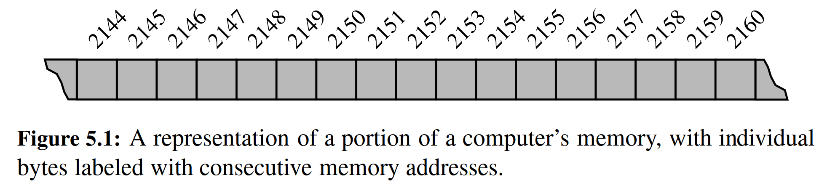 2144 2145 2146 2147 2148 2149 2150 2151 2152 2153 2154 2155 2156 2157 2158 2159 2160
Figure 5.1: A representation of a portion of a computer’s memory, with individual
bytes labeled with consecutive memory addresses.